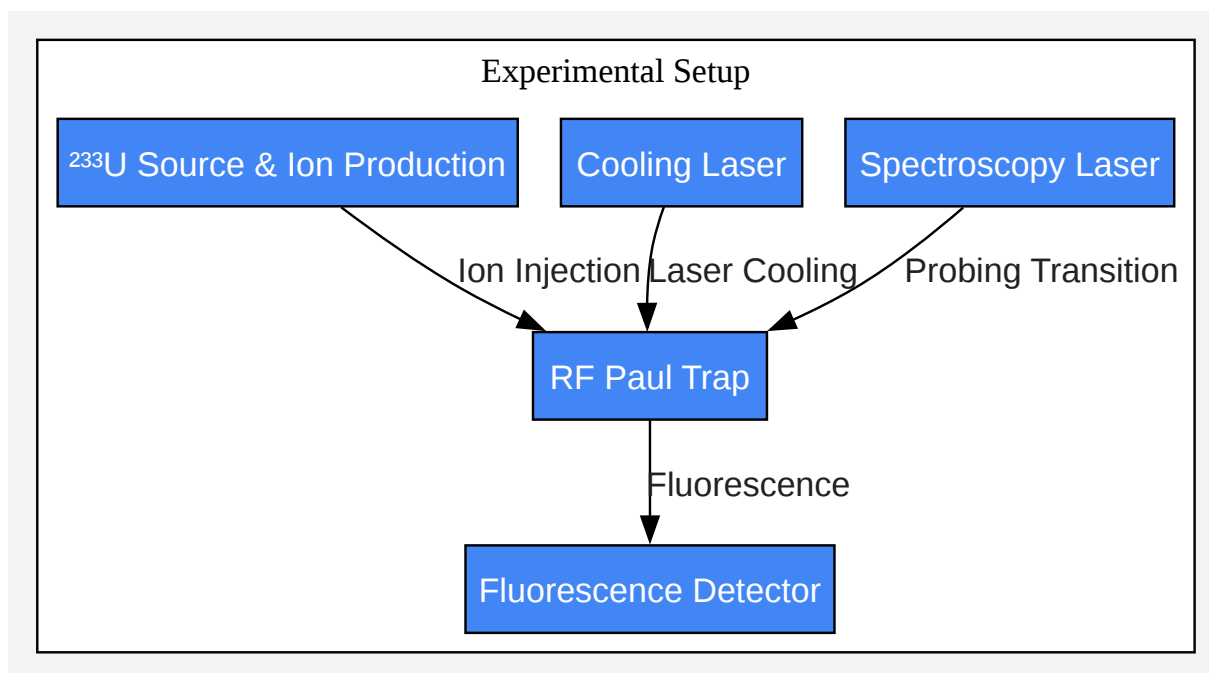 Experimental Setup
²³³U Source & Ion Production
Cooling Laser
Spectroscopy Laser
Ion Injection
Laser Cooling
Probing Transition
RF Paul Trap
Fluorescence
Fluorescence Detector